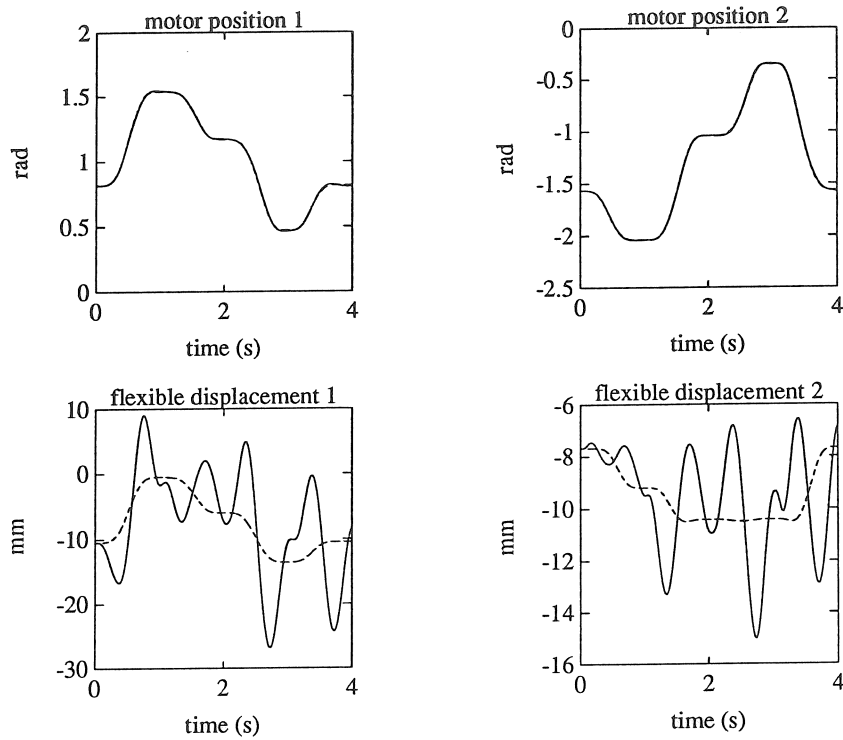 motor position 1
2
1.5
1
0.5
0
rad
0
2
4
time (s)
motor position 2
0
-0.5
-1
-1.5
-2
-2.5
rad
0
2
4
time (s)
flexible displacement 1
10
0
-10
-20
-30
mm
0
2
4
time (s)
flexible displacement 2
-6
-8
-10
-12
-14
-16
mm
0
2
4
time (s)